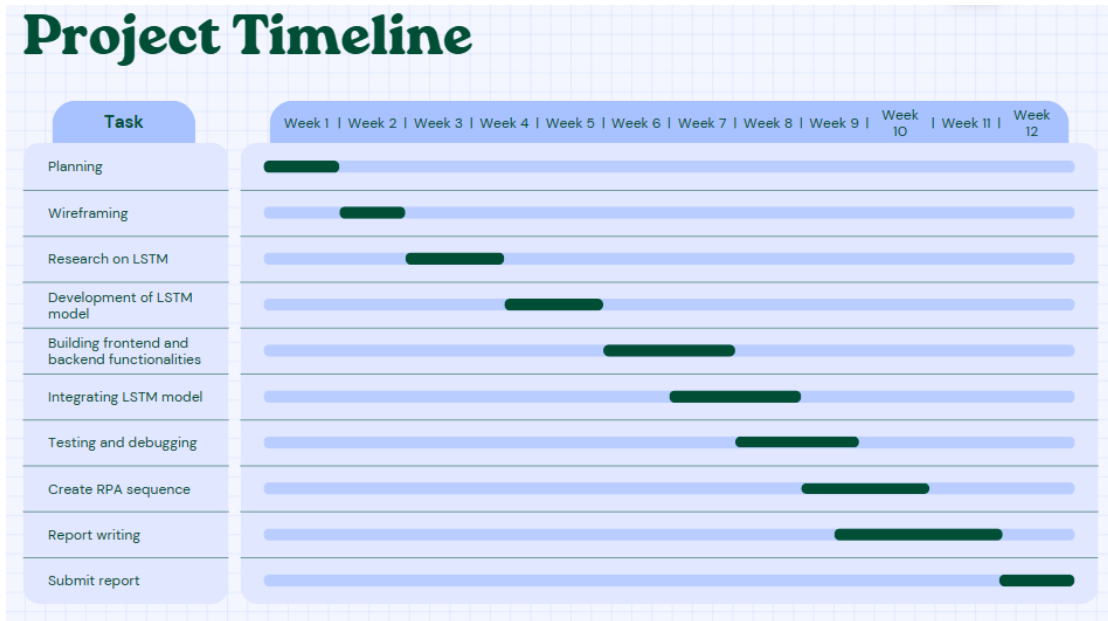 Project Timeline
Task
Week 1 | Week 2 | Week 3 | Week 4 | Week 5 | Week 6 | Week 7 | Week 8 | Week 9 | Week 10 | Week 11 | Week 12
Planning
Wireframing
Research on LSTM
Development of LSTM
model
Building frontend and
backend functionalities
Integrating LSTM model
Testing and debugging
Create RPA sequence
Report writing
Submit report